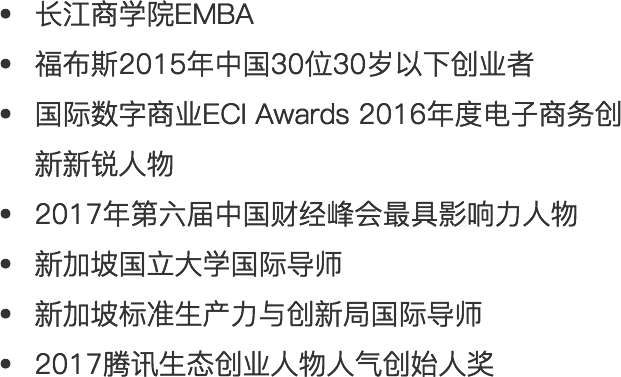 • 长江商学院EMBA
• 福布斯2015年中国30位30岁以下创业者
• 国际数字商业ECI Awards 2016年度电子商务创
新新锐人物
• 2017年第六届中国财经峰会最具影响力人物
• 新加坡国立大学国际导师
• 新加坡标准生产力与创新局国际导师
• 2017腾讯生态创业人物人气创始人奖